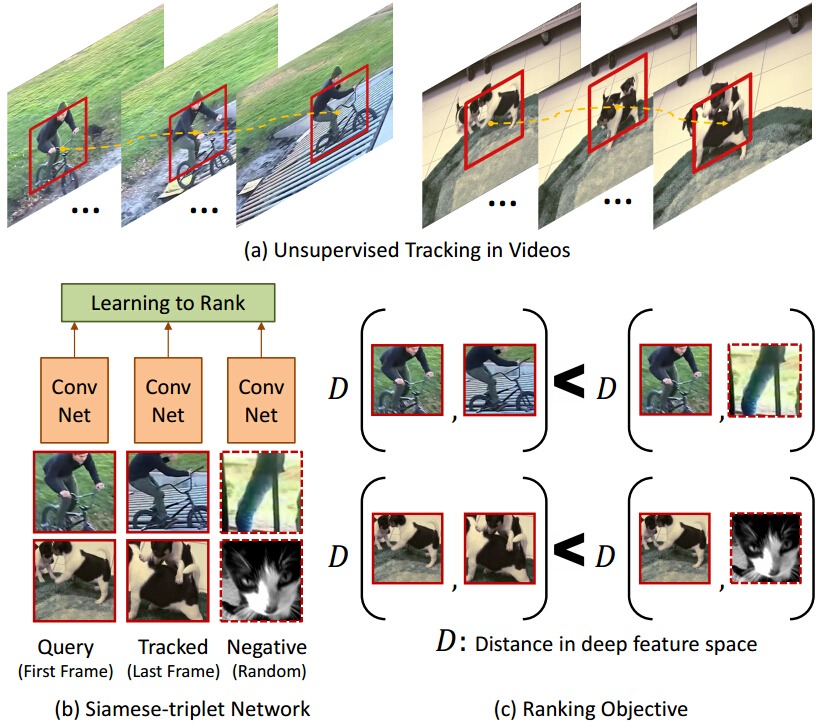 ... ... ... ...
(a) Unsupervised Tracking in Videos
Learning to Rank
Conv Net Conv Net Conv Net
Query (First Frame) Tracked (Last Frame) Negative (Random)
(b) Siamese-triplet Network
D ( , ) < D ( , )
D ( , ) < D ( , )
D: Distance in deep feature space
(c) Ranking Objective